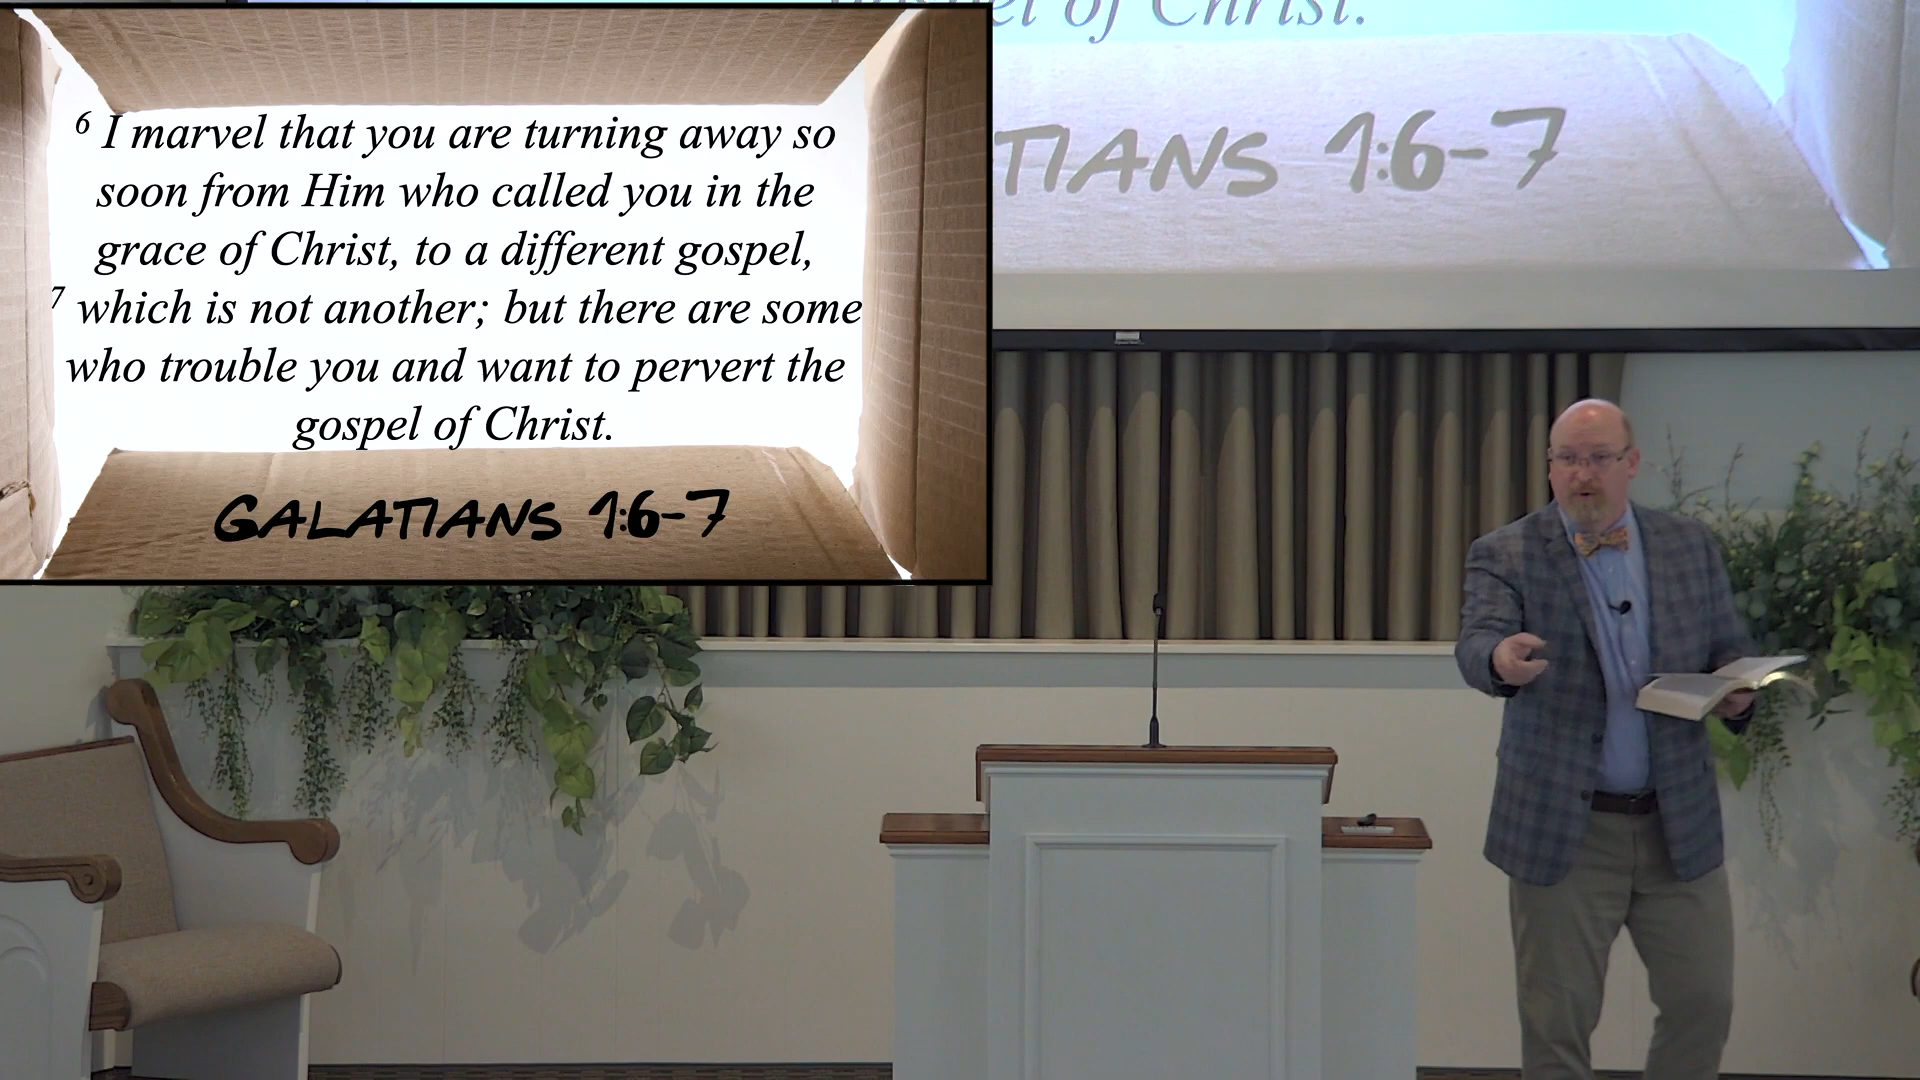 6 I marvel that you are turning away so
soon from Him who called you in the
grace of Christ, to a different gospel,
7 which is not another; but there are some
who trouble you and want to pervert the
gospel of Christ.
GALATIANS 1:6-7
of Christ.
1:6-7